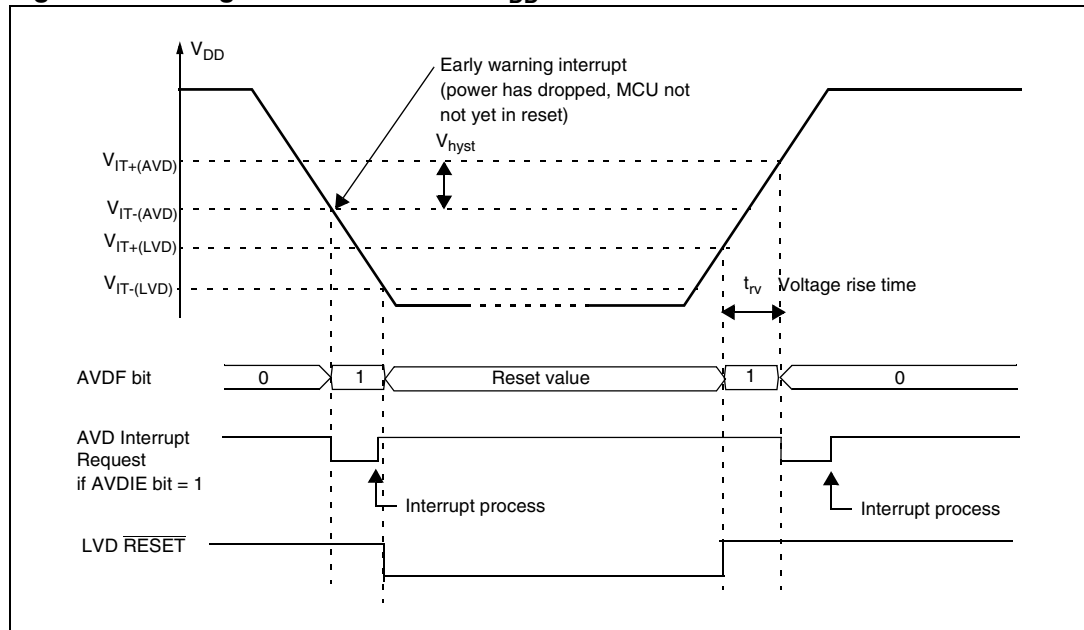 V_DD
Early warning interrupt
(power has dropped, MCU not
not yet in reset)
V_hyst
V_IT+(AVD)
V_IT-(AVD)
V_IT+(LVD)
V_IT-(LVD)
t_rv Voltage rise time
AVDF bit
0
1
Reset value
1
0
AVD Interrupt
Request
if AVDIE bit = 1
Interrupt process
Interrupt process
LVD RESET